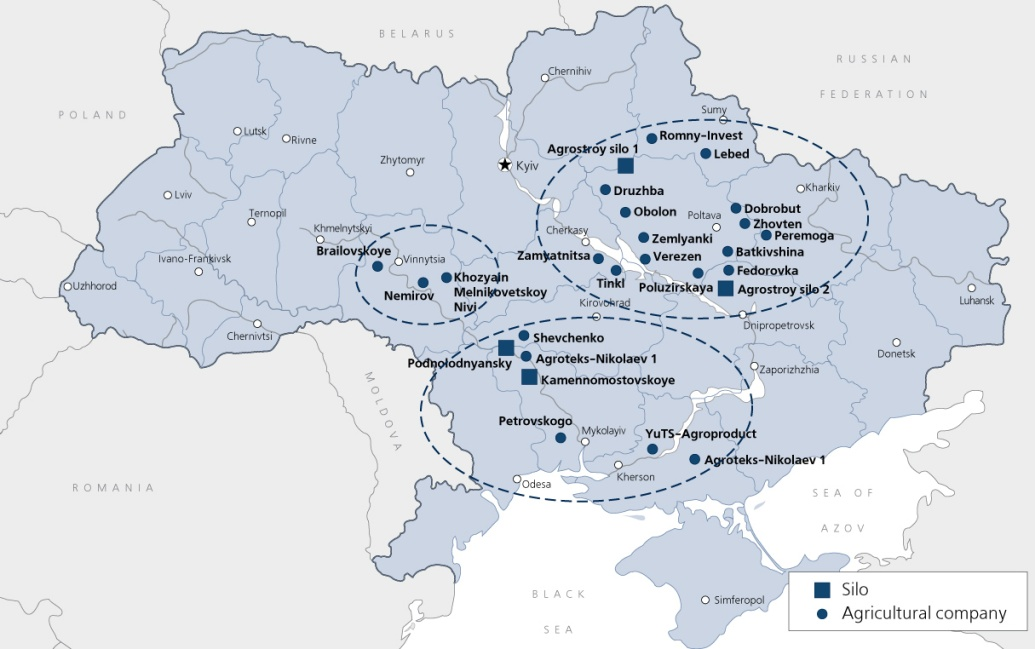 BELARUS
RUSSIAN
FEDERATION
POLAND
Chernihiv
Sumy
Lutsk
Rivne
Romny-Invest
Agrostroy silo 1
Lebed
Zhytomyr
Kyiv
Lviv
Druzhba
Kharkiv
Ternopil
Obolon
Poltava
Dobrobut
Zhovten
Khmelnytskyi
Cherkasy
Zemlyanki
Peremoga
Brailovskoye
Vinnytsia
Zamyatnitsa
Verezen
Batkivshina
Ivano-Frankivsk
Fedorovka
Khozyain
Melnikovetskoy
Nivi
Nemirov
Tinkl
Poluzirskaya
Agrostroy silo 2
Uzhhorod
Kirovohrad
Luhansk
Chernivtsi
Dnipropetrovsk
Shevchenko
Podnolodnyansky
Agroteks-Nikolaev 1
Donetsk
Zaporizhzhia
Kamennomostovskoye
MOLDOVA
Petrovskogo
Mykolayiv
YuTS-Agroproduct
Agroteks-Nikolaev 1
Kherson
Odesa
ROMANIA
SEA OF
AZOV
BLACK
SEA
Simferopol
Silo
Agricultural company